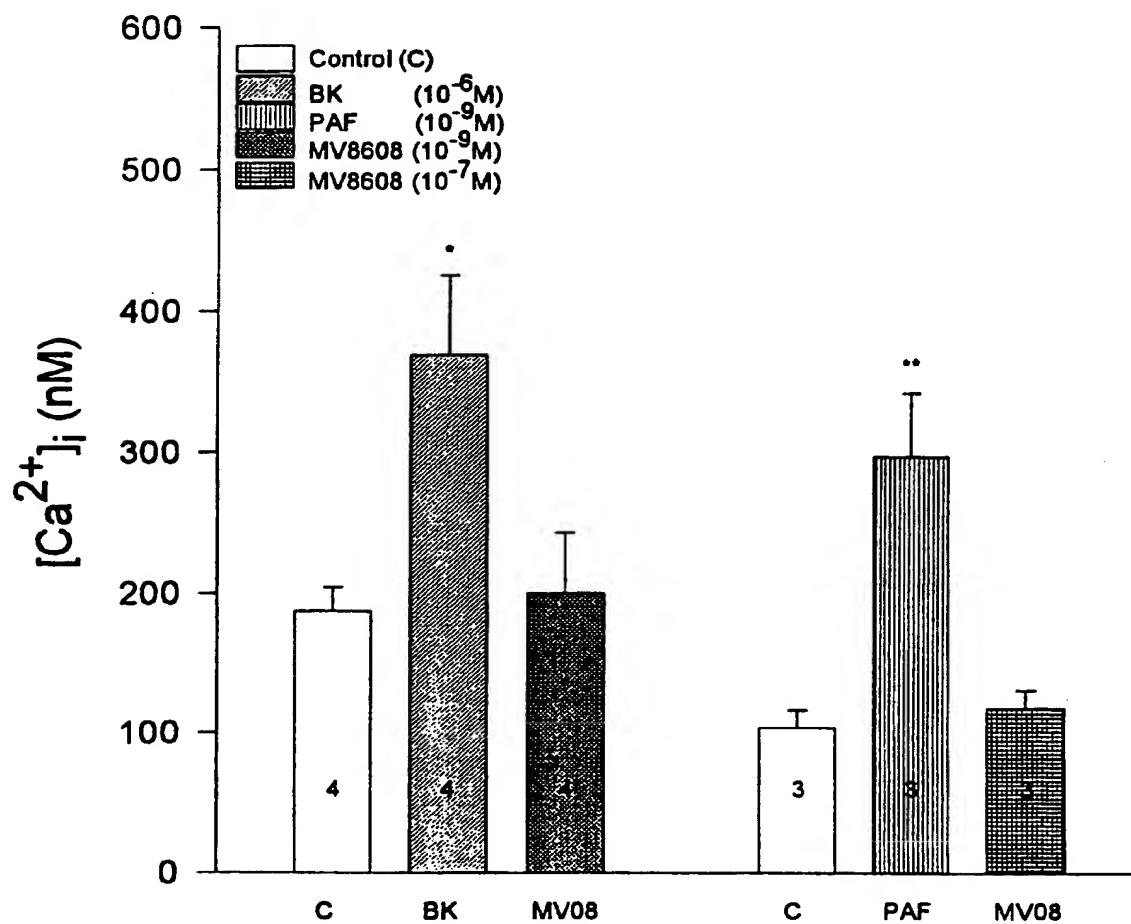 600
500
400
300
200
100
0
[Ca²⁺]ᵢ (nM)
Control (C)
BK (10⁻⁶M)
PAF (10⁻⁹M)
MV8608 (10⁻⁹M)
MV8608 (10⁻⁷M)
*
**
4 4 4 3 3 3
C BK MV08 C PAF MV08